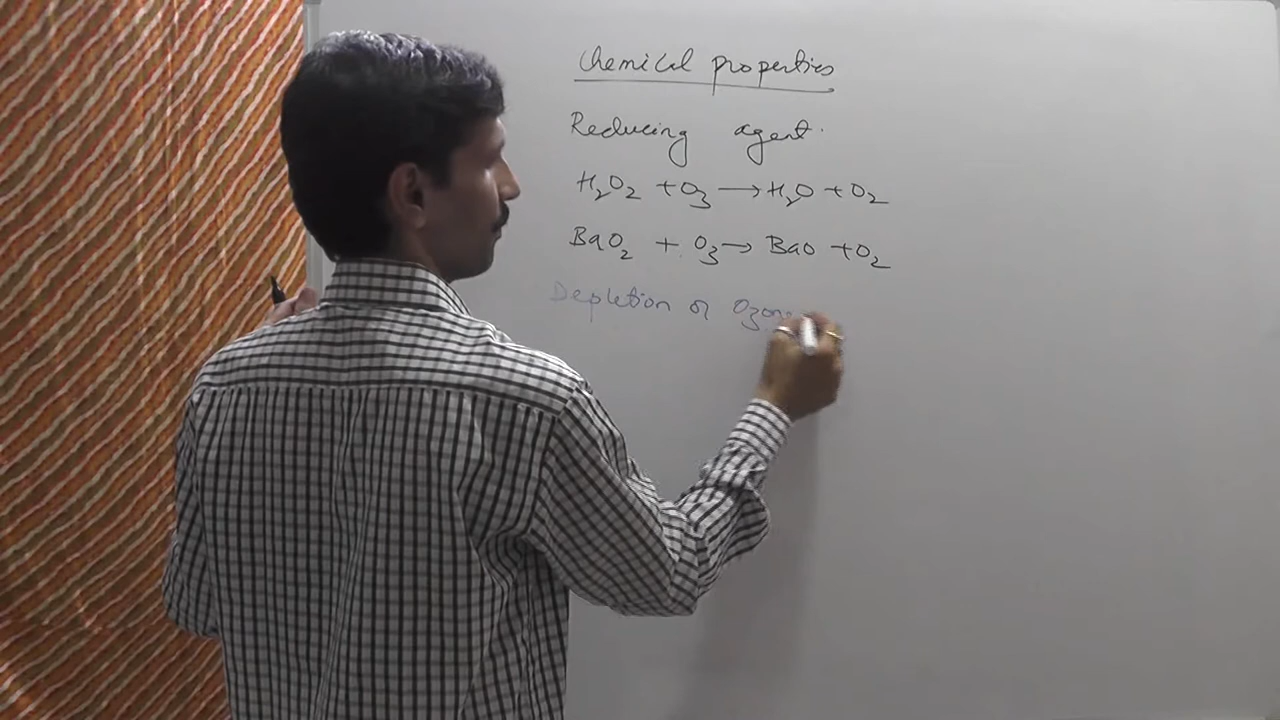 Chemical properties
Reducing agent.
H₂O₂ + O₃ → H₂O + O₂
BaO₂ + O₃ → BaO + O₂
Depletion of Ozone